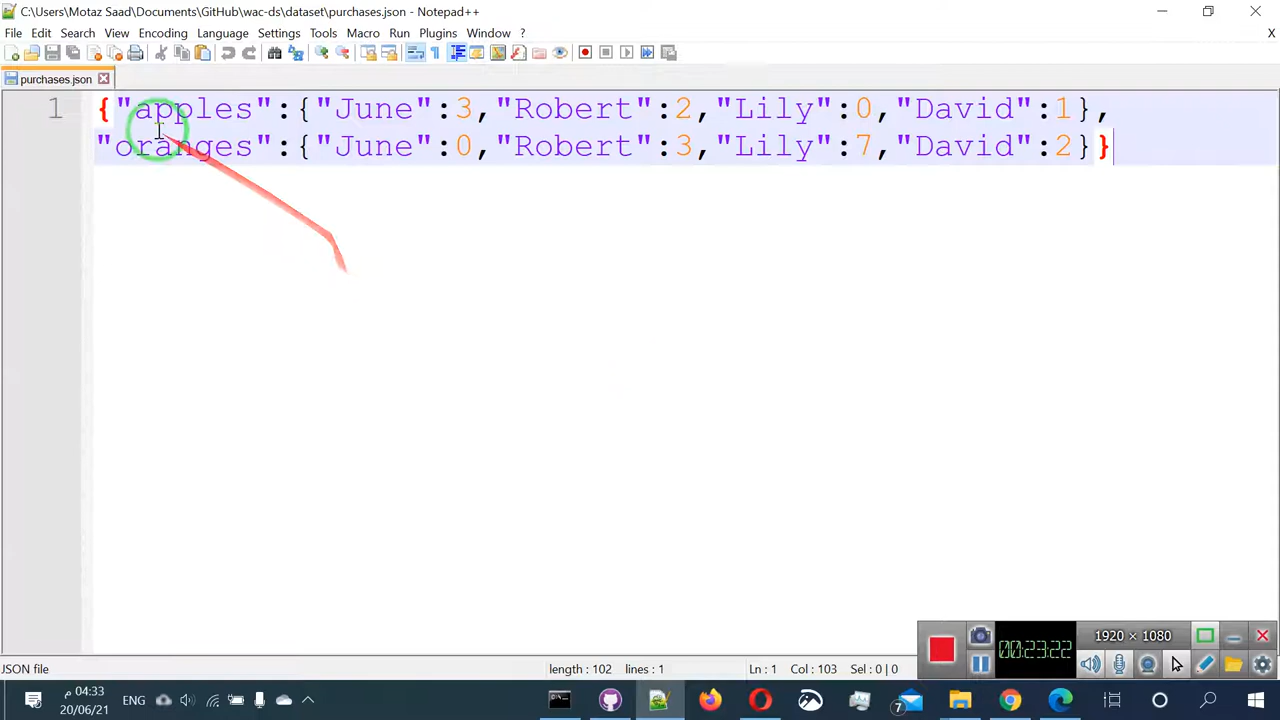 C:\Users\Motaz Saad\Documents\GitHub\wac-ds\dataset\purchases.json - Notepad++
File Edit Search View Encoding Language Settings Tools Macro Run Plugins Window ? X
purchases.json
1 {"apples":{"June":3,"Robert":2,"Lily":0,"David":1},
"oranges":{"June":0,"Robert":3,"Lily":7,"David":2}}
1920 × 1080
00:23:22
JSON file length : 102 lines : 1 Ln : 1 Col : 103 Sel : 0 | 0
04:33 م
ENG
7
20/06/21